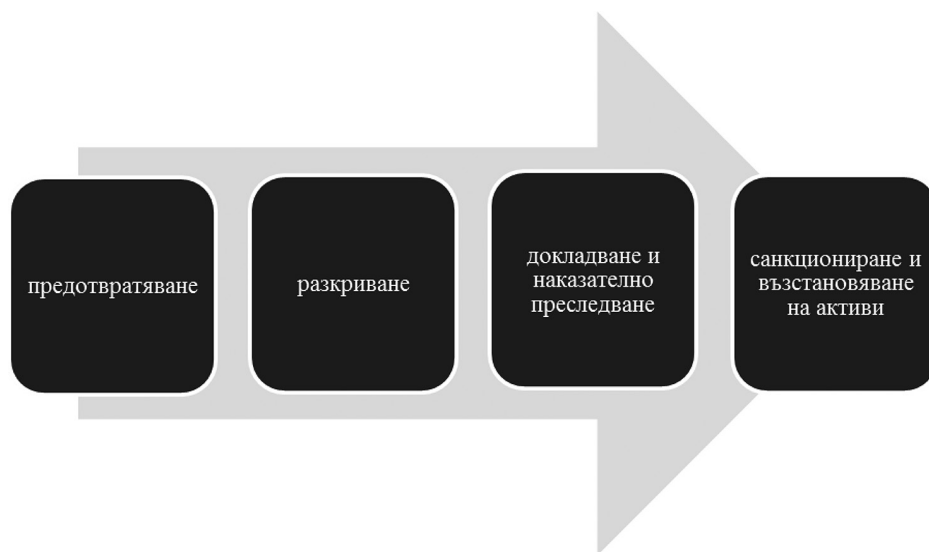 предотвратяване
разкриване
докладване и
наказателно
преследване
санкциониране и
възстановяване
на активи